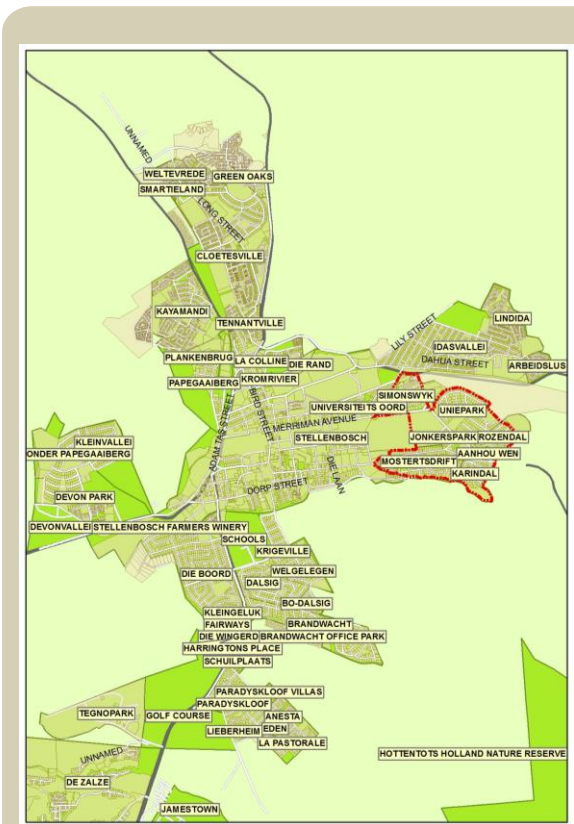 UNNAMED
WELTEVREDE
GREEN OAKS
SMARTIELAND
LONG STREET
CLOETESVILLE
KAYAMANDI
TENNANTVILLE
LINDIDA
LILY STREET
IDASVALLEI
PLANKENBRUG
LA COLLINE
DIE RAND
DAHUA STREET
ARBEIDSLUS
PAPEGAAIBERG
KROMRIVIER
SIMONSWYK
UNIVERSITEITS OORD
UNIEPARK
ADAM TAS STREET
BIRD STREET
MERRIMAN AVENUE
STELLENBOSCH
JONKERSPARK
ROZENDAL
KLEINVALLEI
ONDER PAPEGAAIBERG
AANHOU WEN
MOSTERTSDRIFT
KARINDAL
DORP STREET
DIE LAAN
DEVON PARK
DEVONVALLEI
STELLENBOSCH FARMERS WINERY
SCHOOLS
KRIGEVILLE
DIE BOORD
WELGELEGEN
DALSIG
BO-DALSIG
KLEINGELUK
FAIRWAYS
BRANDWACHT
DIE WINGERD
BRANDWACHT OFFICE PARK
HARRINGTONS PLACE
SCHUILPLAATS
PARADYSKLOOF VILLAS
PARADYSKLOOF
TEGNOPARK
GOLF COURSE
ANESTA
LIEBERHEIM
EDEN
LA PASTORALE
UNNAMED
HOTTENTOTS HOLLAND NATURE RESERVE
DE ZALZE
JAMESTOWN